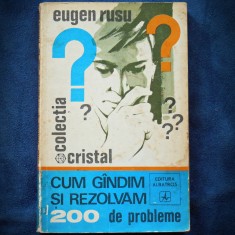 eugen rusu
?
?
?
?
??
colecția
cristal
CUM GÎNDIM
ȘI REZOLVĂM
200 de probleme
EDITURA
ALBATROS